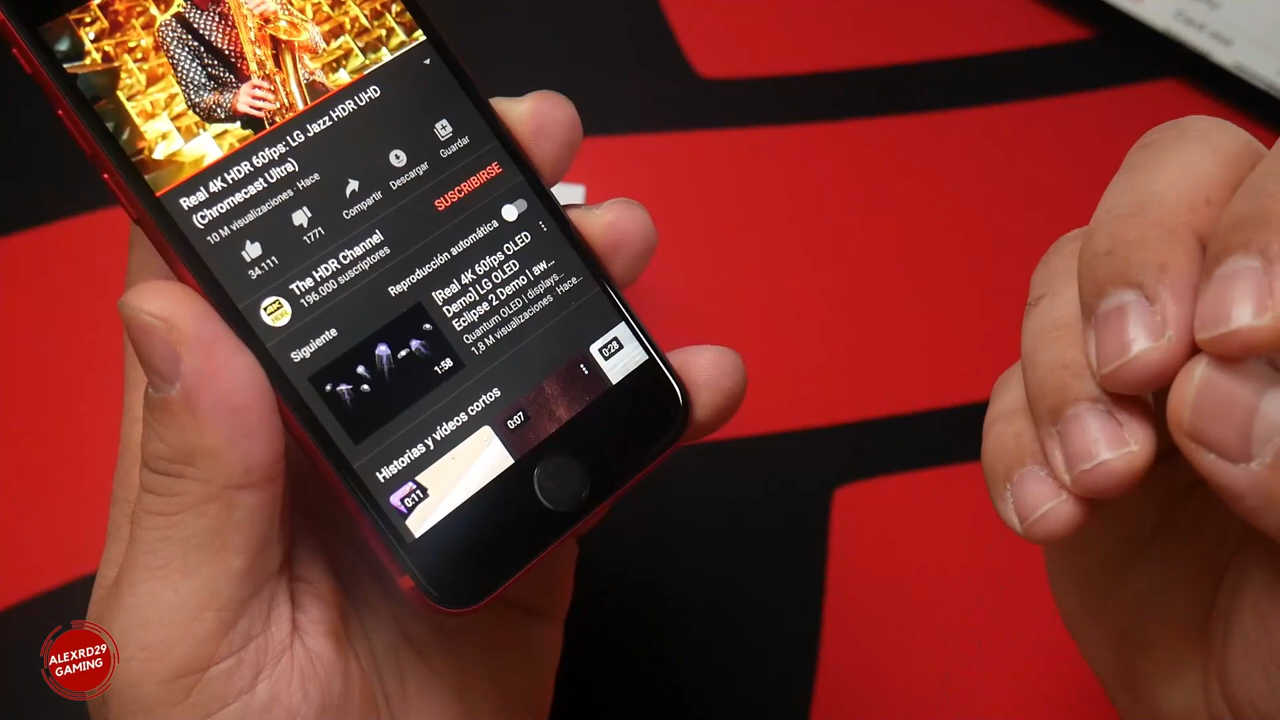 Real 4K HDR 60fps: LG Jazz HDR UHD
(Chromecast Ultra)
10 M visualizaciones · Hace
34.111
1771
Compartir
Descargar
Guardar
The HDR Channel
196.000 suscriptores
SUSCRIBIRSE
Siguiente
Reproducción automática
[Real 4K 60fps OLED
Demo] LG OLED
Eclipse 2 Demo | aw...
Quantum OLED | displays...
1,8 M visualizaciones · Hace...
1:58
Historias y vídeos cortos
0:11
0:07
0:28
4K
HDR
ALEXRD29
GAMING